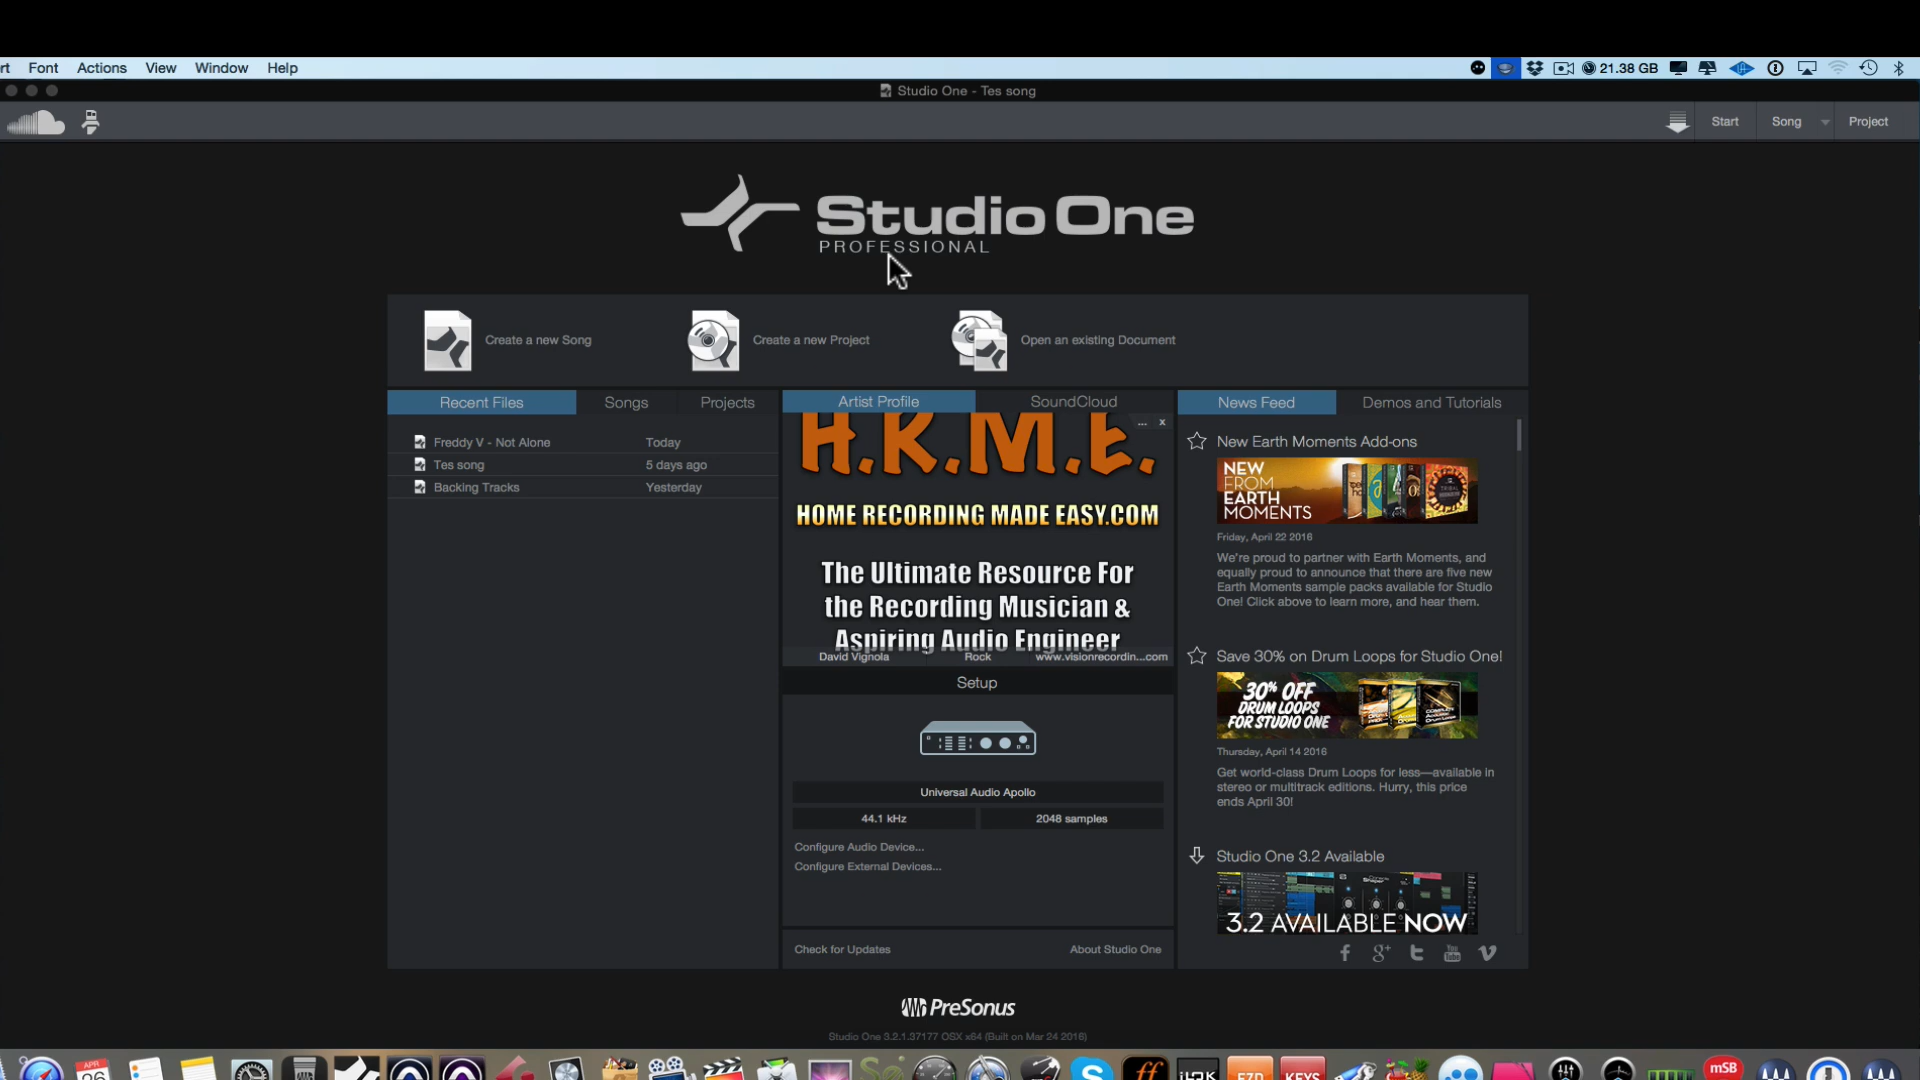 rt Font Actions View Window Help 21.38 GB
Studio One - Tes song
Start Song Project
Studio One
PROFESSIONAL
Create a new Song Create a new Project Open an existing Document
Recent Files Songs Projects
Freddy V - Not Alone Today
Tes song 5 days ago
Backing Tracks Yesterday
Artist Profile SoundCloud
... x
H.R.M.E.
HOME RECORDING MADE EASY.COM
The Ultimate Resource For
the Recording Musician &
Aspiring Audio Engineer
David Vignola Rock www.visionrecordin...com
Setup
Universal Audio Apollo
44.1 kHz 2048 samples
Configure Audio Device...
Configure External Devices...
Check for Updates About Studio One
News Feed Demos and Tutorials
New Earth Moments Add-ons
NEW
FROM
EARTH
MOMENTS
Friday, April 22 2016
We're proud to partner with Earth Moments, and
equally proud to announce that there are five new
Earth Moments sample packs available for Studio
One! Click above to learn more, and hear them.
Save 30% on Drum Loops for Studio One!
30% OFF
DRUM LOOPS
FOR STUDIO ONE
Thursday, April 14 2016
Get world-class Drum Loops for less—available in
stereo or multitrack editions. Hurry, this price
ends April 30!
Studio One 3.2 Available
3.2 AVAILABLE NOW
PreSonus
Studio One 3.2.1.37177 OSX x64 (Built on Mar 24 2016)
APR
26
ff
iLOK
EZD
KEYS
mSB